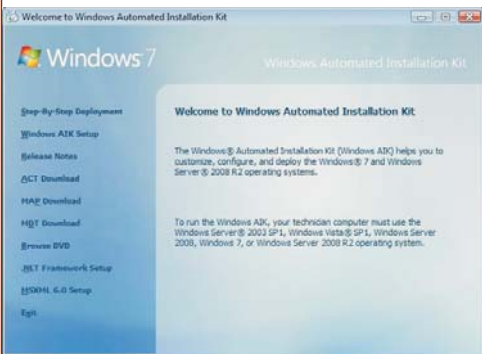 Welcome to Windows Automated Installation Kit
Windows 7
Windows Automated Installation Kit
Step-By-Step Deployment
Windows AIK Setup
Release Notes
ACT Download
MAP Download
MDT Download
Browse DVD
.NET Framework Setup
MSXML 6.0 Setup
Exit
Welcome to Windows Automated Installation Kit
The Windows® Automated Installation Kit (Windows AIK) helps you to
customize, configure, and deploy the Windows® 7 and Windows
Server® 2008 R2 operating systems.
To run the Windows AIK, your technician computer must use the
Windows Server® 2003 SP1, Windows Vista® SP1, Windows Server
2008, Windows 7, or Windows Server 2008 R2 operating system.